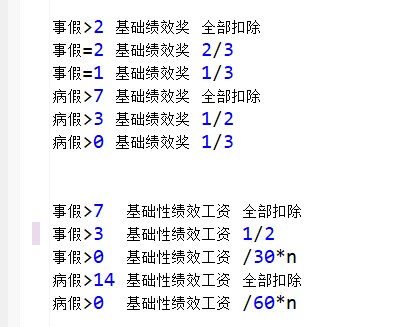 事假>2 基础绩效奖 全部扣除
事假=2 基础绩效奖 2/3
事假=1 基础绩效奖 1/3
病假>7 基础绩效奖 全部扣除
病假>3 基础绩效奖 1/2
病假>0 基础绩效奖 1/3
事假>7 基础性绩效工资 全部扣除
事假>3 基础性绩效工资 1/2
事假>0 基础性绩效工资 /30*n
病假>14 基础性绩效工资 全部扣除
病假>0 基础性绩效工资 /60*n